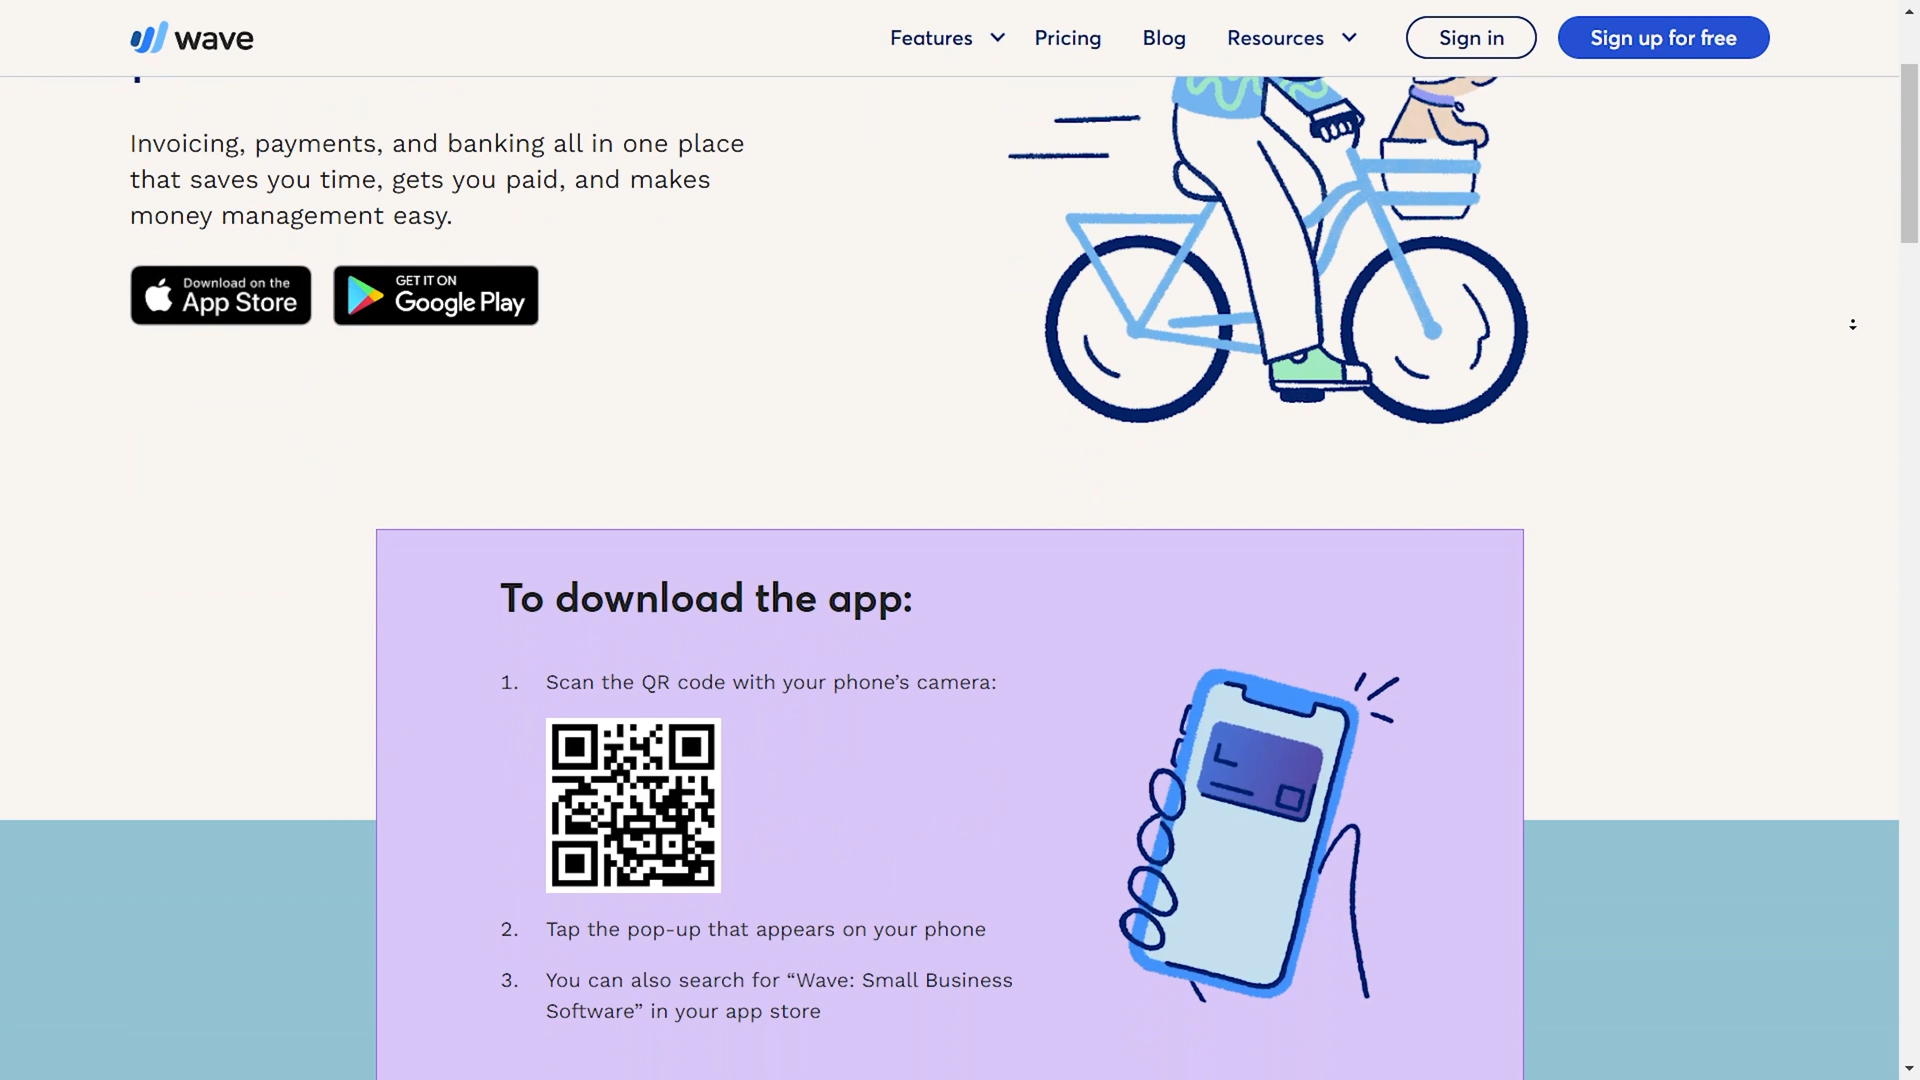 wave
Features
Pricing
Blog
Resources
Sign in
Sign up for free
Invoicing, payments, and banking all in one place
that saves you time, gets you paid, and makes
money management easy.
Download on the
App Store
GET IT ON
Google Play
To download the app:
1. Scan the QR code with your phone’s camera:
2. Tap the pop-up that appears on your phone
3. You can also search for “Wave: Small Business
Software” in your app store